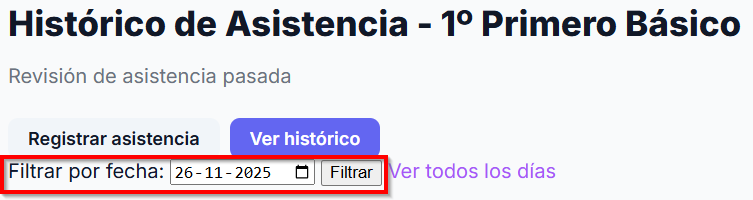 Histórico de Asistencia - 1º Primero Básico
Revisión de asistencia pasada
Registrar asistencia Ver histórico
Filtrar por fecha: 26-11-2025 Filtrar Ver todos los días